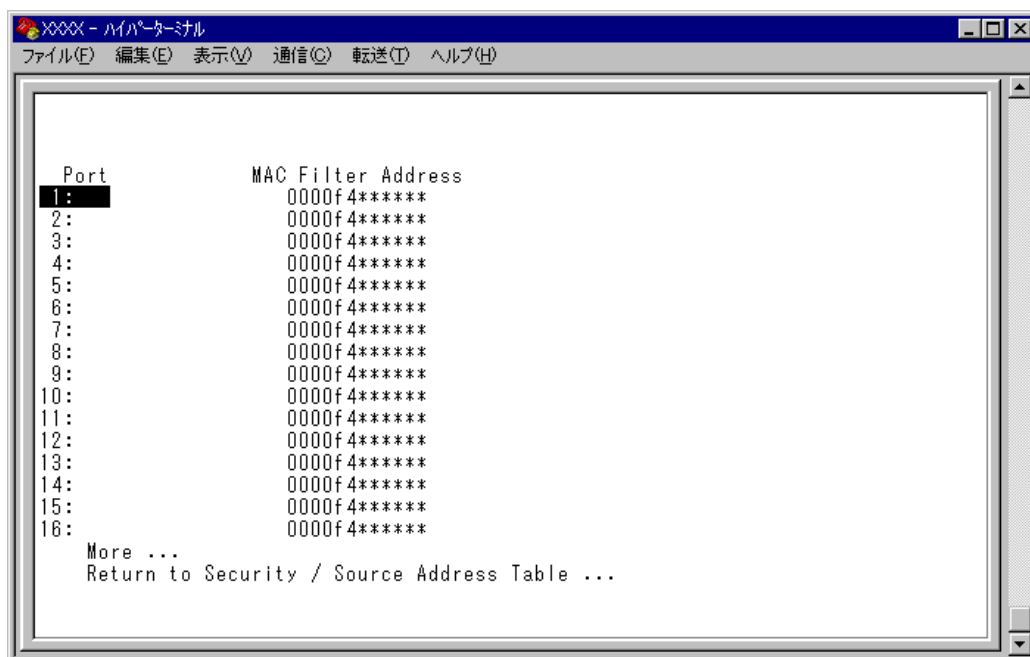 XXXX - ハイパーターミナル
ファイル(F) 編集(E) 表示(V) 通信(C) 転送(T) ヘルプ(H)
Port MAC Filter Address
1: 0000f4******
2: 0000f4******
3: 0000f4******
4: 0000f4******
5: 0000f4******
6: 0000f4******
7: 0000f4******
8: 0000f4******
9: 0000f4******
10: 0000f4******
11: 0000f4******
12: 0000f4******
13: 0000f4******
14: 0000f4******
15: 0000f4******
16: 0000f4******
More ...
Return to Security / Source Address Table ...